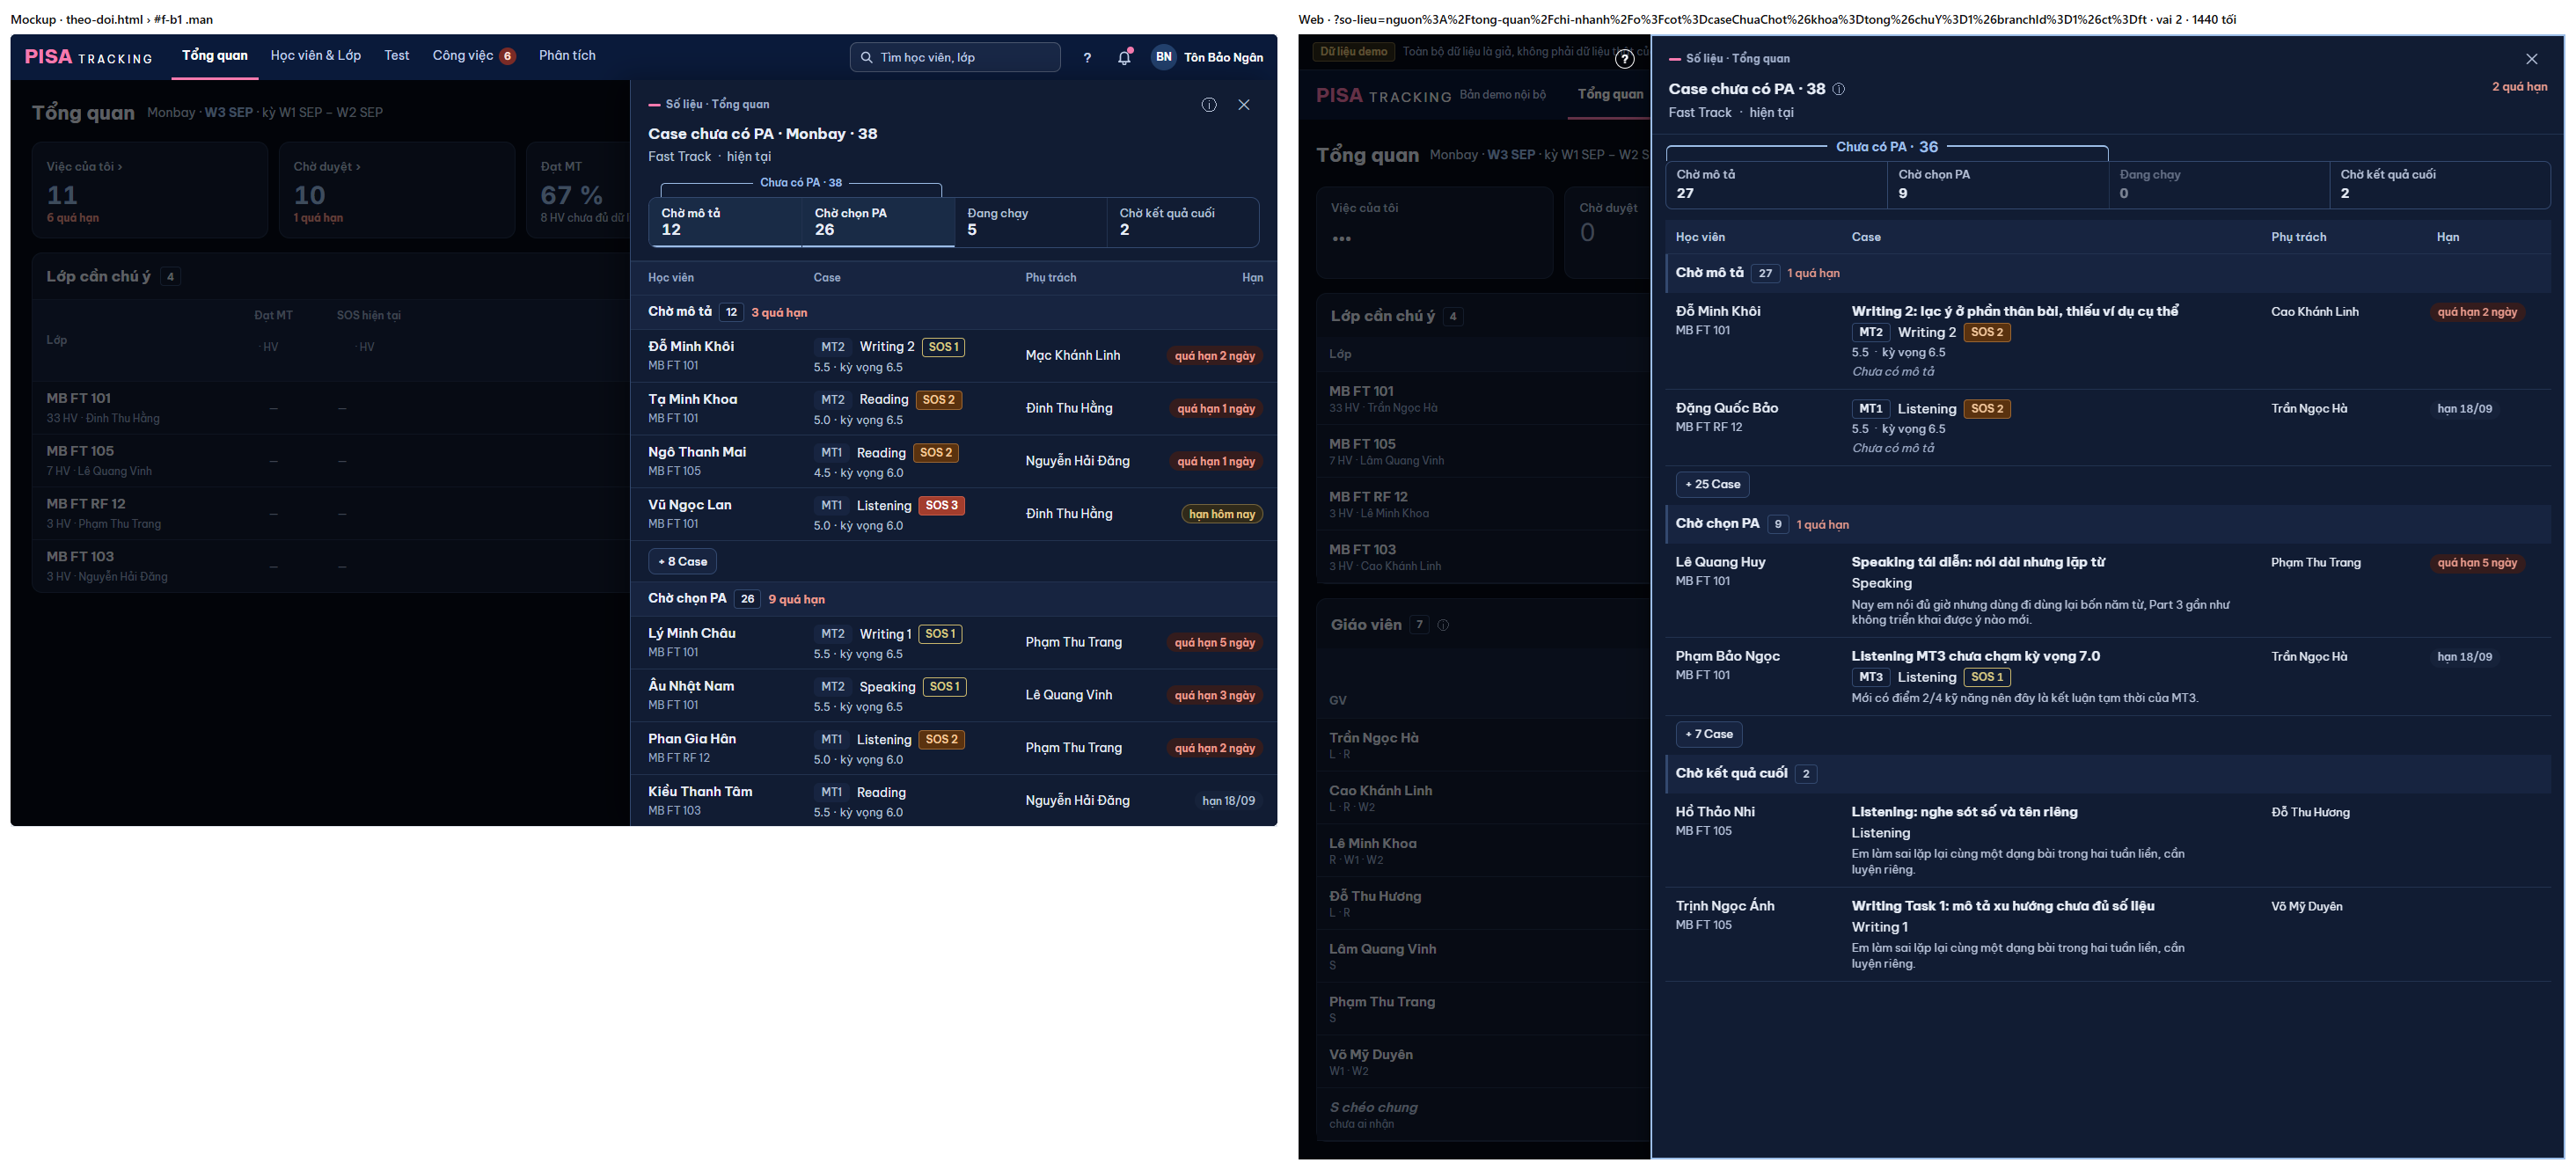 Mockup · theo-doi.html › #f-b1 .man
PISA TRACKING
Tổng quan
Học viên & Lớp
Test
Công việc 6
Phân tích
Tìm học viên, lớp
?
BN
Tôn Bảo Ngân
Tổng quan
Monbay · W3 SEP · kỳ W1 SEP – W2 SEP
Việc của tôi ›
11
6 quá hạn
Chờ duyệt ›
10
1 quá hạn
Đạt MT
67 %
8 HV chưa đủ dữ l
Lớp cần chú ý 4
Lớp
Đạt MT
SOS hiện tại
· HV
· HV
MB FT 101
33 HV · Đinh Thu Hằng
— —
MB FT 105
7 HV · Lê Quang Vinh
— —
MB FT RF 12
3 HV · Phạm Thu Trang
— —
MB FT 103
3 HV · Nguyễn Hải Đăng
— —
Số liệu · Tổng quan
Case chưa có PA · Monbay · 38
Fast Track · hiện tại
Chưa có PA · 38
Chờ mô tả
12
Chờ chọn PA
26
Đang chạy
5
Chờ kết quả cuối
2
Học viên Case Phụ trách Hạn
Chờ mô tả 12 3 quá hạn
Đỗ Minh Khôi MT2 Writing 2 SOS 1 Mạc Khánh Linh quá hạn 2 ngày
MB FT 101 5.5 · kỳ vọng 6.5
Tạ Minh Khoa MT2 Reading SOS 2 Đinh Thu Hằng quá hạn 1 ngày
MB FT 101 5.0 · kỳ vọng 6.5
Ngô Thanh Mai MT1 Reading SOS 2 Nguyễn Hải Đăng quá hạn 1 ngày
MB FT 105 4.5 · kỳ vọng 6.0
Vũ Ngọc Lan MT1 Listening SOS 3 Đinh Thu Hằng hạn hôm nay
MB FT 101 5.0 · kỳ vọng 6.0
+ 8 Case
Chờ chọn PA 26 9 quá hạn
Lý Minh Châu MT2 Writing 1 SOS 1 Phạm Thu Trang quá hạn 5 ngày
MB FT 101 5.5 · kỳ vọng 6.5
Âu Nhật Nam MT2 Speaking SOS 1 Lê Quang Vinh quá hạn 3 ngày
MB FT 101 5.5 · kỳ vọng 6.5
Phan Gia Hân MT1 Listening SOS 2 Phạm Thu Trang quá hạn 2 ngày
MB FT RF 12 5.0 · kỳ vọng 6.0
Kiều Thanh Tâm MT1 Reading Nguyễn Hải Đăng hạn 18/09
MB FT 103 5.5 · kỳ vọng 6.0
Web · ?so-lieu=nguon%3A%2Ftong-quan%2Fchi-nhanh%2Fo%3Fcot%3DcaseChuaChot%26khoa%3Dtong%26chuY%3D1%26branchId%3D1%26ct%3Dft · vai 2 · 1440 tối
Dữ liệu demo
Toàn bộ dữ liệu là giả, không phải dữ liệu thật củ
?
PISA TRACKING
Bản demo nội bộ
Tổng quan
Tổng quan
Monbay · W3 SEP · kỳ W1 SEP – W2 S
Việc của tôi
•••
Chờ duyệt
0
Lớp cần chú ý 4
Lớp
MB FT 101
33 HV · Trần Ngọc Hà
MB FT 105
7 HV · Lâm Quang Vinh
MB FT RF 12
3 HV · Lê Minh Khoa
MB FT 103
3 HV · Cao Khánh Linh
Giáo viên 7
GV
Trần Ngọc Hà
L · R
Cao Khánh Linh
L · R · W2
Lê Minh Khoa
R · W1 · W2
Đỗ Thu Hương
L · R
Lâm Quang Vinh
S
Phạm Thu Trang
S
Võ Mỹ Duyên
W1 · W2
S chéo chung
chưa ai nhận
Số liệu · Tổng quan
Case chưa có PA · 38
2 quá hạn
Fast Track · hiện tại
Chưa có PA · 36
Chờ mô tả
27
Chờ chọn PA
9
Đang chạy
0
Chờ kết quả cuối
2
Học viên Case Phụ trách Hạn
Chờ mô tả 27 1 quá hạn
Đỗ Minh Khôi Writing 2: lạc ý ở phần thân bài, thiếu ví dụ cụ thể Cao Khánh Linh quá hạn 2 ngày
MB FT 101 MT2 Writing 2 SOS 2
5.5 · kỳ vọng 6.5
Chưa có mô tả
Đặng Quốc Bảo MT1 Listening SOS 2 Trần Ngọc Hà hạn 18/09
MB FT RF 12 5.5 · kỳ vọng 6.5
Chưa có mô tả
+ 25 Case
Chờ chọn PA 9 1 quá hạn
Lê Quang Huy Speaking tái diễn: nói dài nhưng lặp từ Phạm Thu Trang quá hạn 5 ngày
MB FT 101 Speaking
Nay em nói đủ giờ nhưng dùng đi dùng lại bốn năm từ, Part 3 gần như
không triển khai được ý nào mới.
Phạm Bảo Ngọc Listening MT3 chưa chạm kỳ vọng 7.0 Trần Ngọc Hà hạn 18/09
MB FT 101 MT3 Listening SOS 1
Mới có điểm 2/4 kỹ năng nên đây là kết luận tạm thời của MT3.
+ 7 Case
Chờ kết quả cuối 2
Hồ Thảo Nhi Listening: nghe sót số và tên riêng Đỗ Thu Hương
MB FT 105 Listening
Em làm sai lặp lại cùng một dạng bài trong hai tuần liền, cần
luyện riêng.
Trịnh Ngọc Ánh Writing Task 1: mô tả xu hướng chưa đủ số liệu Võ Mỹ Duyên
MB FT 105 Writing 1
Em làm sai lặp lại cùng một dạng bài trong hai tuần liền, cần
luyện riêng.